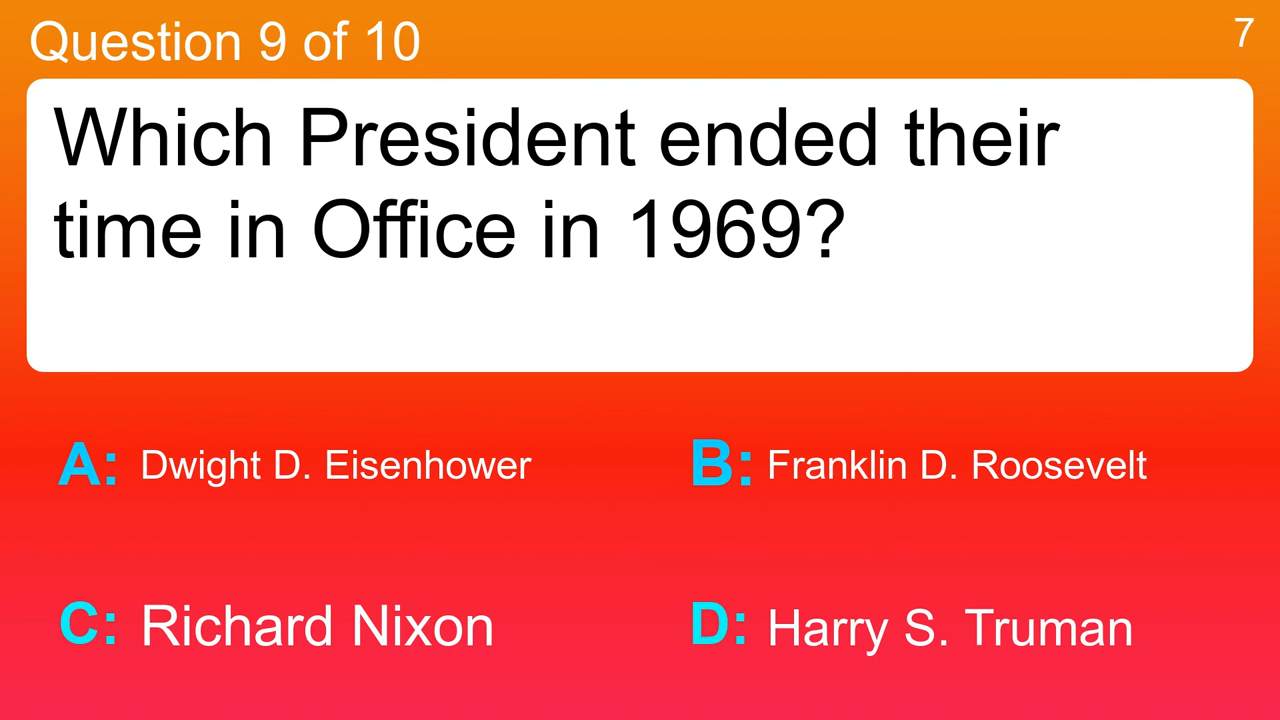 Question 9 of 10
7
Which President ended their
time in Office in 1969?
A: Dwight D. Eisenhower
B: Franklin D. Roosevelt
C: Richard Nixon
D: Harry S. Truman